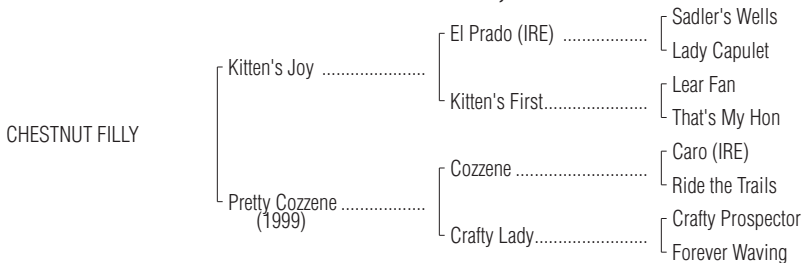 CHESTNUT FILLY
Kitten's Joy ......................
Pretty Cozzene ..................
(1999)
El Prado (IRE) ..................
Kitten's First......................
Cozzene ............................
Crafty Lady........................
Sadler's Wells
Lady Capulet
Lear Fan
That's My Hon
Caro (IRE)
Ride the Trails
Crafty Prospector
Forever Waving